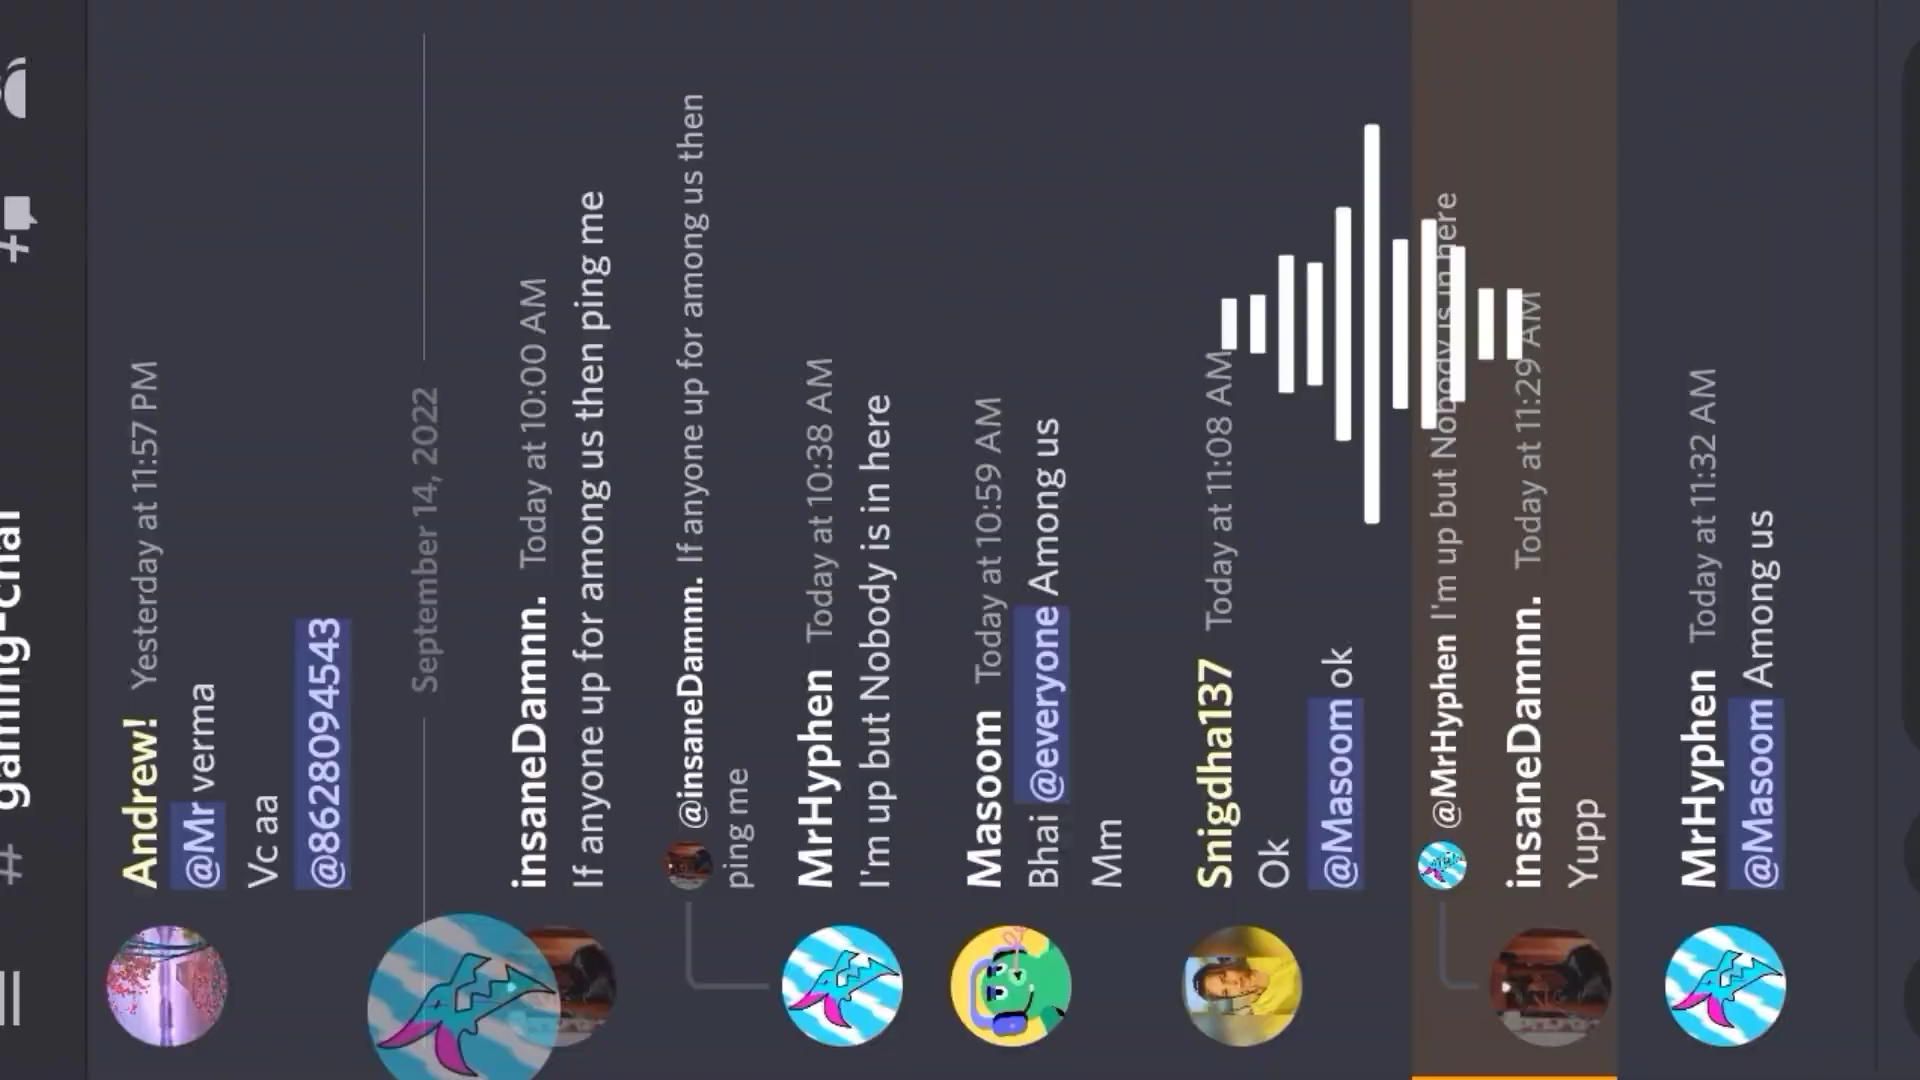 # gaming-chat
Andrew! Yesterday at 11:57 PM
@Mr verma
Vc aa
@8628094543
September 14, 2022
insaneDamnn. Today at 10:00 AM
If anyone up for among us then ping me
@insaneDamnn. If anyone up for among us then
ping me
MrHyphen Today at 10:38 AM
I'm up but Nobody is in here
Masoom Today at 10:59 AM
Bhai @everyone Among us
Mm
Snigdha137 Today at 11:08 AM
Ok
@Masoom ok
@MrHyphen I'm up but Nobody is in here
insaneDamnn. Today at 11:29 AM
Yupp
MrHyphen Today at 11:32 AM
@Masoom Among us